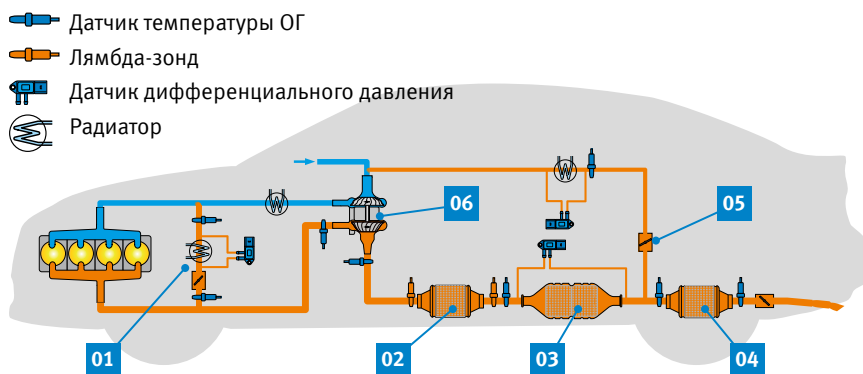 Датчик температуры ОГ
Лямбда-зонд
Датчик дифференциального давления
Радиатор
06
05
01
02
03
04